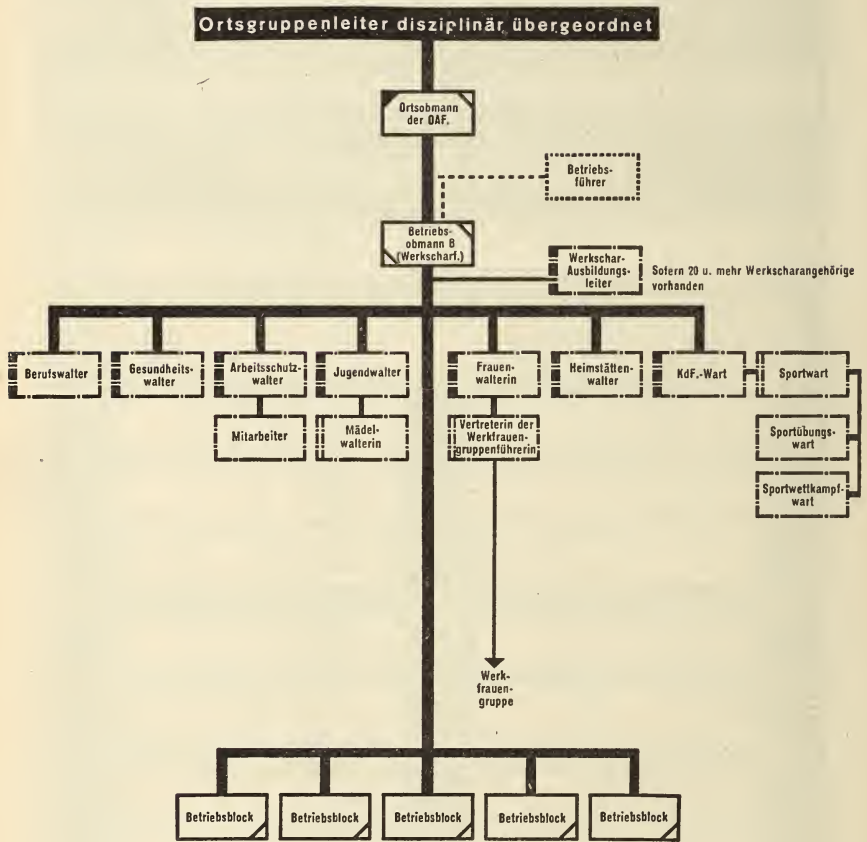 Ortsgruppenleiter disziplinär übergeordnet
Ortsobmann
der DAF.
Betriebs-
führer
Betriebs-
obmann B
(Werkscharf.)
Werkschar-
Ausbildungs-
leiter
Sofern 20 u. mehr Werkscharangehörige
vorhanden
Berufswalter
Gesundheits-
walter
Arbeitsschutz-
walter
Jugendwalter
Frauen-
walterin
Heimstätten-
walter
KdF.-Wart
Sportwart
Mitarbeiter
Mädel-
walterin
Vertreterin der
Werkfrauen-
gruppenführerin
Sportübungs-
wart
Sportwettkampf-
wart
Werk-
frauen-
gruppe
Betriebsblock
Betriebsblock
Betriebsblock
Betriebsblock
Betriebsblock